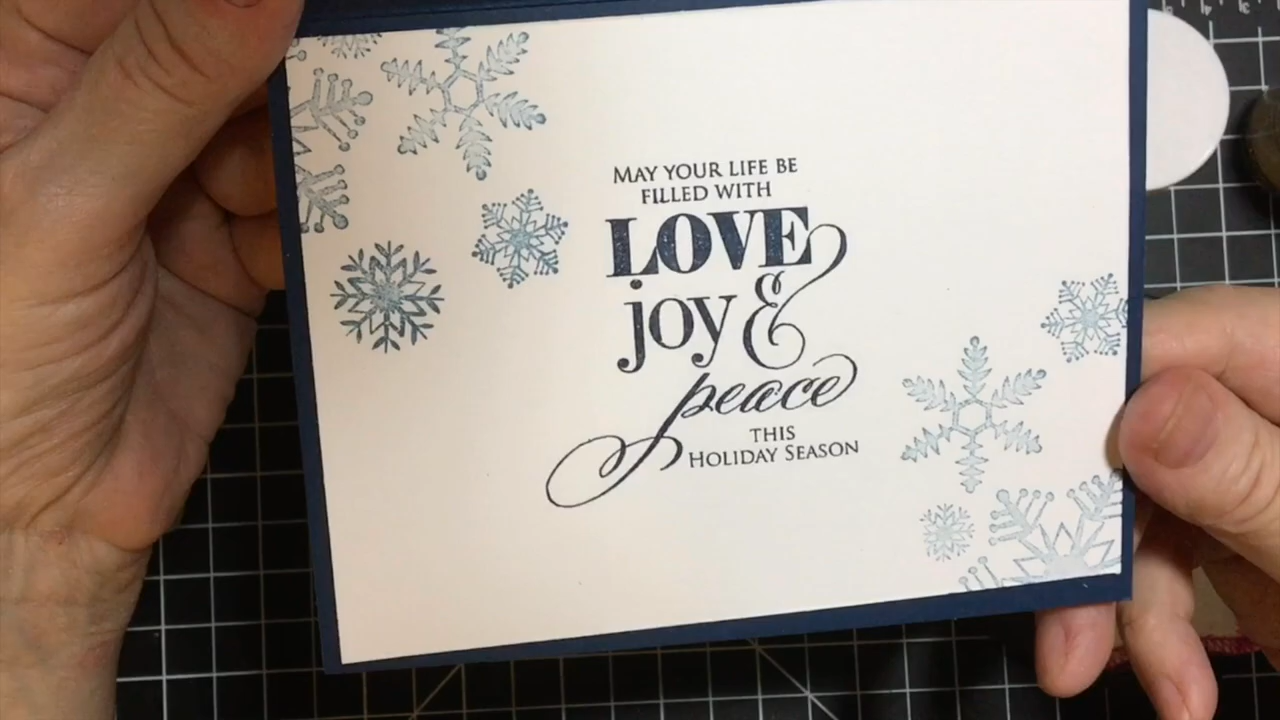 MAY YOUR LIFE BE
FILLED WITH
LOVE
joy &
peace
THIS
HOLIDAY SEASON